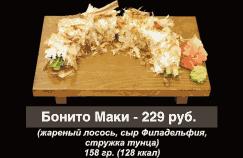 Бонито Маки - 229 руб.
(жареный лосось, сыр Филадельфия,
стружка тунца)
158 гр. (128 ккал)